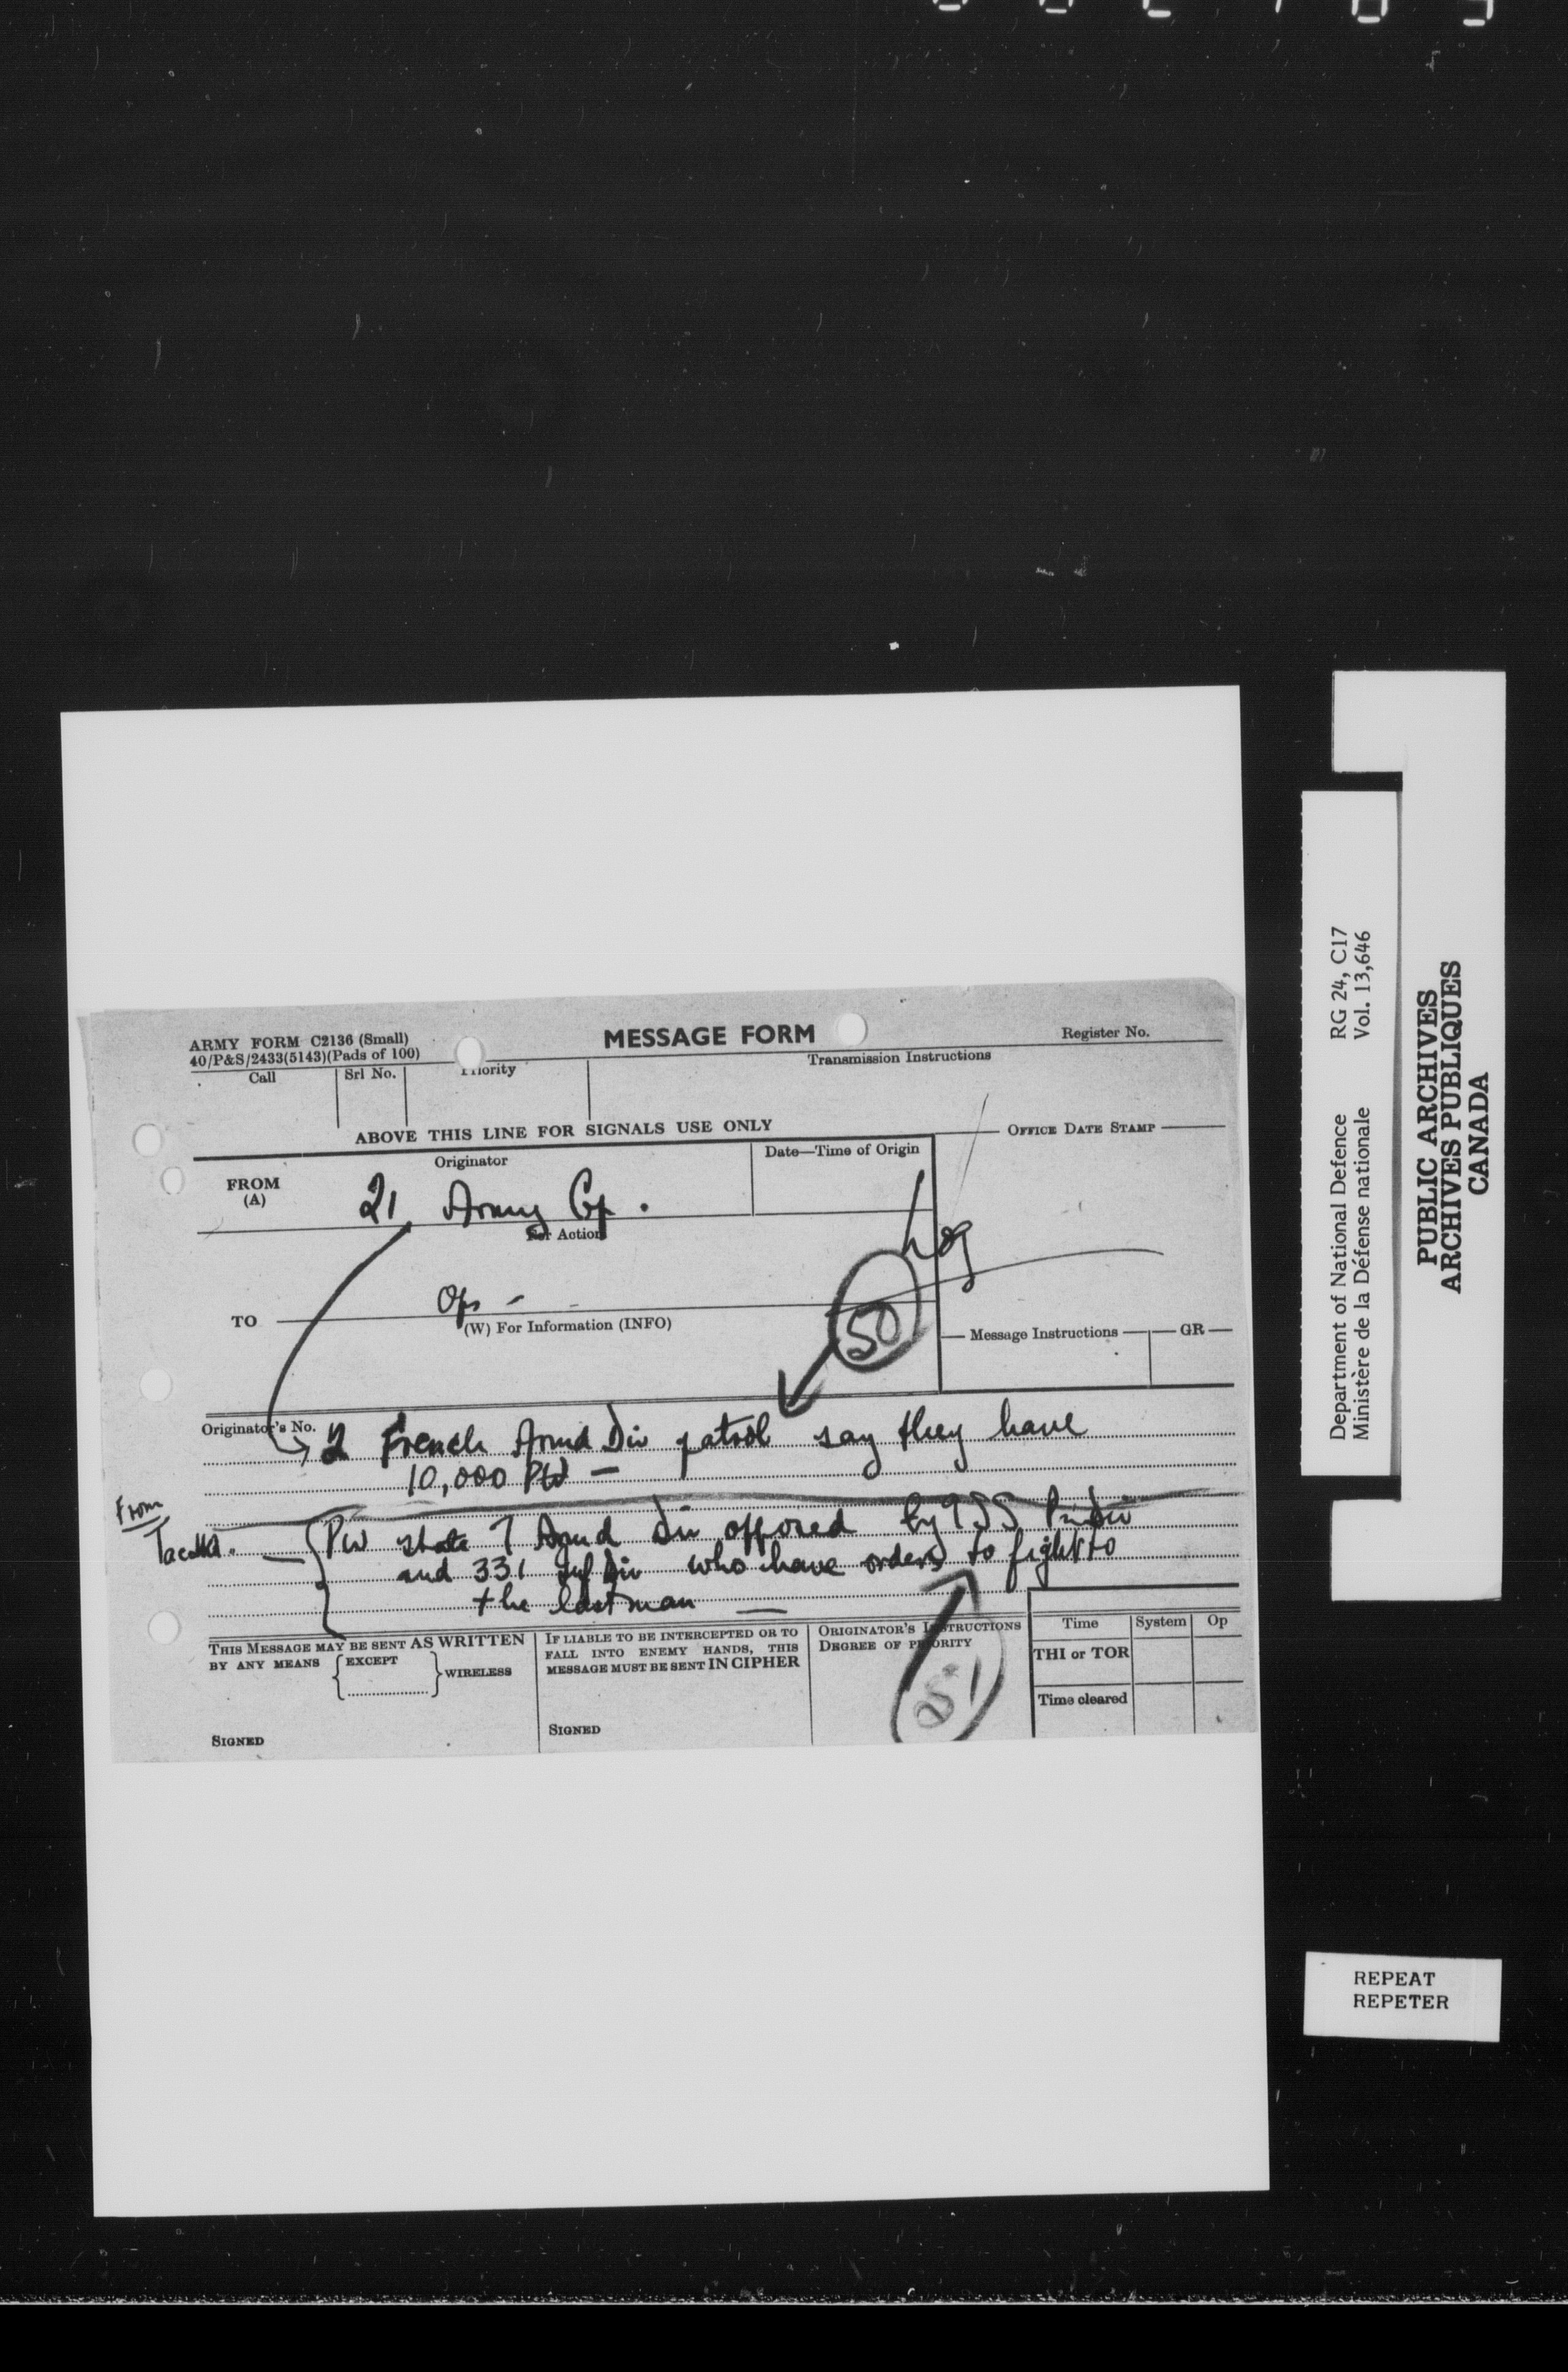 ARMY FORM C2136 (Small)
40/P&S/2433(5143)(Pads of 100)
MESSAGE FORM
Register No.
Call
Srl No.
Priority
Transmission Instructions
ABOVE THIS LINE FOR SIGNALS USE ONLY
OFFICE DATE STAMP
FROM
(A)
Originator
Date—Time of Origin
21 Army Gp.
For Action
Log
TO
Ops -
50
(W) For Information (INFO)
Message Instructions
GR
Originator's No.
2 French Armd Div patrol say they have
10,000 PW —
From
Tac
PW state 7 Armd Div opposed by 9 SS Pz Div
and 331 Inf Div who have orders to fight to
the last man —
THIS MESSAGE MAY BE SENT AS WRITTEN
BY ANY MEANS
EXCEPT
WIRELESS
SIGNED
IF LIABLE TO BE INTERCEPTED OR TO
FALL INTO ENEMY HANDS, THIS
MESSAGE MUST BE SENT IN CIPHER
SIGNED
ORIGINATOR'S INSTRUCTIONS
DEGREE OF PRIORITY
51
Time
System
Op
THI or TOR
Time cleared
Department of National Defence RG 24, C17
Ministère de la Défense nationale Vol. 13,646
PUBLIC ARCHIVES
ARCHIVES PUBLIQUES
CANADA
REPEAT
REPETER